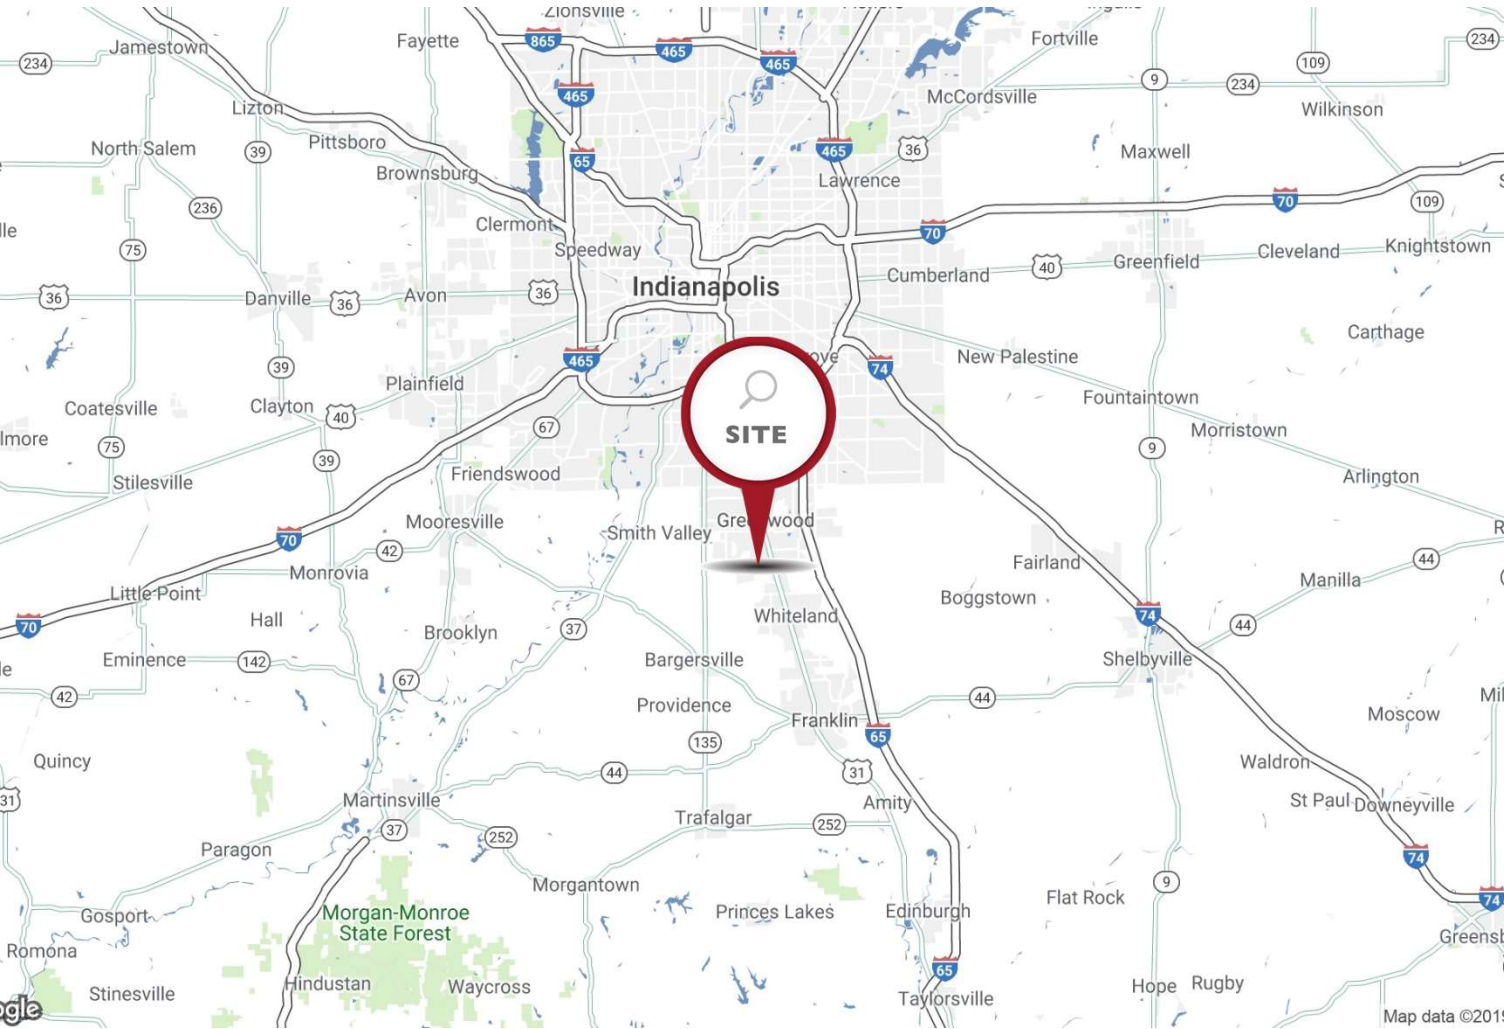 Zionsville
Jamestown
Fayette
865
465
465
Fortville
234
234
109
9
234
465
McCordsville
Wilkinson
Lizton
Pittsboro
North Salem
39
65
465
36
Maxwell
Brownsburg
Lawrence
236
70
109
Clermont
70
75
Speedway
Knightstown
Cleveland
Greenfield
40
Cumberland
Indianapolis
36
Danville
36
Avon
36
Carthage
New Palestine
465
74
39
Plainfield
Fountaintown
Coatesville
Clayton
40
67
SITE
Morristown
lmore
75
39
9
Friendswood
Arlington
Stilesville
Mooresville
Smith Valley
70
42
Fairland
44
Monrovia
Manilla
Little Point
Boggstown
Hall
Whiteland
74
70
Brooklyn
37
44
Eminence
142
Bargersville
Shelbyville
67
42
44
Providence
Franklin
Moscow
65
135
Quincy
Waldron
44
31
31
Martinsville
Amity
St Paul
Downeyville
Trafalgar
252
37
252
Paragon
74
Morgantown
9
Flat Rock
74
Gosport
Morgan-Monroe
State Forest
Princes Lakes
Edinburgh
Romona
65
Hindustan
Waycross
Stinesville
Hope
Rugby
Taylorsville
Map data ©2019